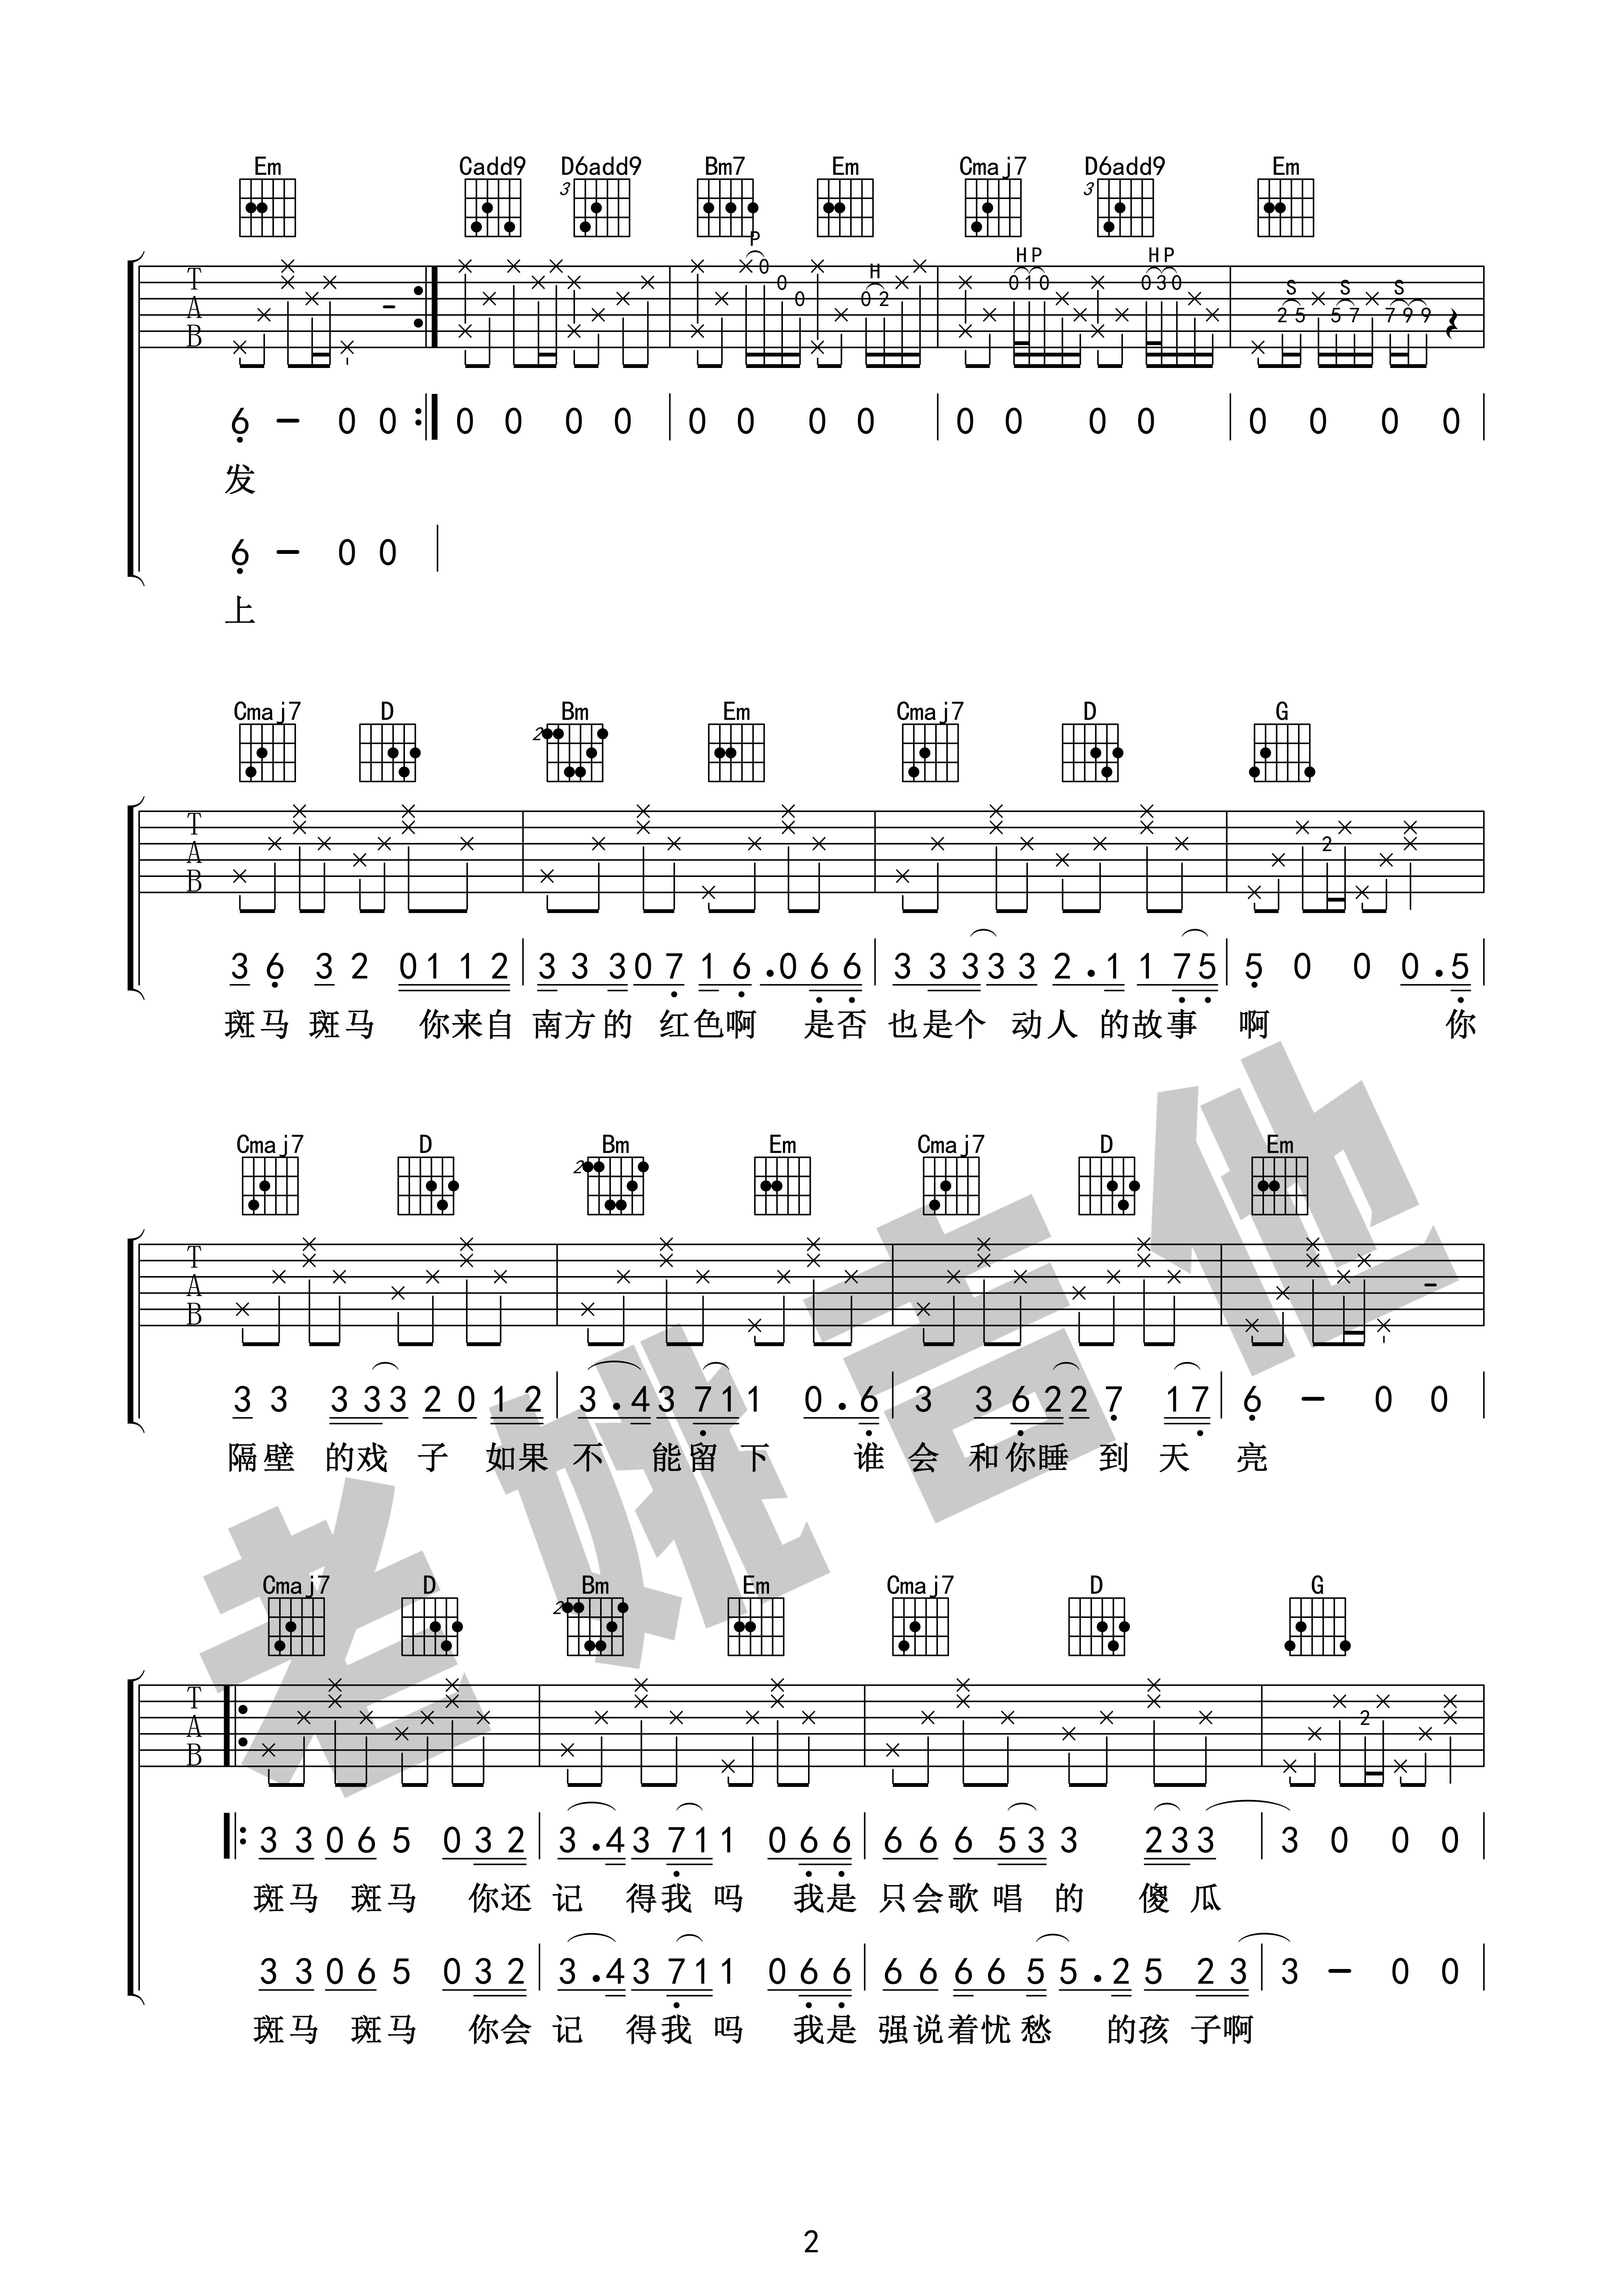 Em Cadd9 D6add9 Bm7 Em Cmaj7 D6add9 Em
3 3
P H H P H P S S S
T A B
0 0 0 0 2 0 1 0 0 3 0 2 5 5 7 7 9 9
6 - 0 0 0 0 0 0 0 0 0 0 0 0 0 0 0 0 0 0
发
6 - 0 0
上
Cmaj7 D Bm Em Cmaj7 D G
2
T A B
2
3 6 3 2 0 1 1 2 3 3 3 0 7 1 6 . 0 6 6 3 3 3 3 3 2 . 1 1 7 5 5 0 0 0 . 5
斑马 斑马 你来自 南方的 红色啊 是否 也是个 动人 的故事 啊 你
Cmaj7 D Bm Em Cmaj7 D Em
2
T A B
3 3 3 3 3 2 0 1 2 3 . 4 3 7 1 1 0 . 6 3 3 6 2 2 7 1 7 6 - 0 0
隔壁 的戏 子 如果 不 能留 下 谁 会 和你睡 到 天 亮
Cmaj7 D Bm Em Cmaj7 D G
2
T A B
2
3 3 0 6 5 0 3 2 3 . 4 3 7 1 1 0 6 6 6 6 6 5 3 3 2 3 3 3 0 0 0
斑马 斑马 你还 记 得我 吗 我是 只会歌 唱 的 傻 瓜
3 3 0 6 5 0 3 2 3 . 4 3 7 1 1 0 6 6 6 6 6 6 5 5 . 2 5 2 3 3 - 0 0
斑马 斑马 你会 记 得我 吗 我是 强说着忧 愁 的孩 子啊
老姚吉他
2